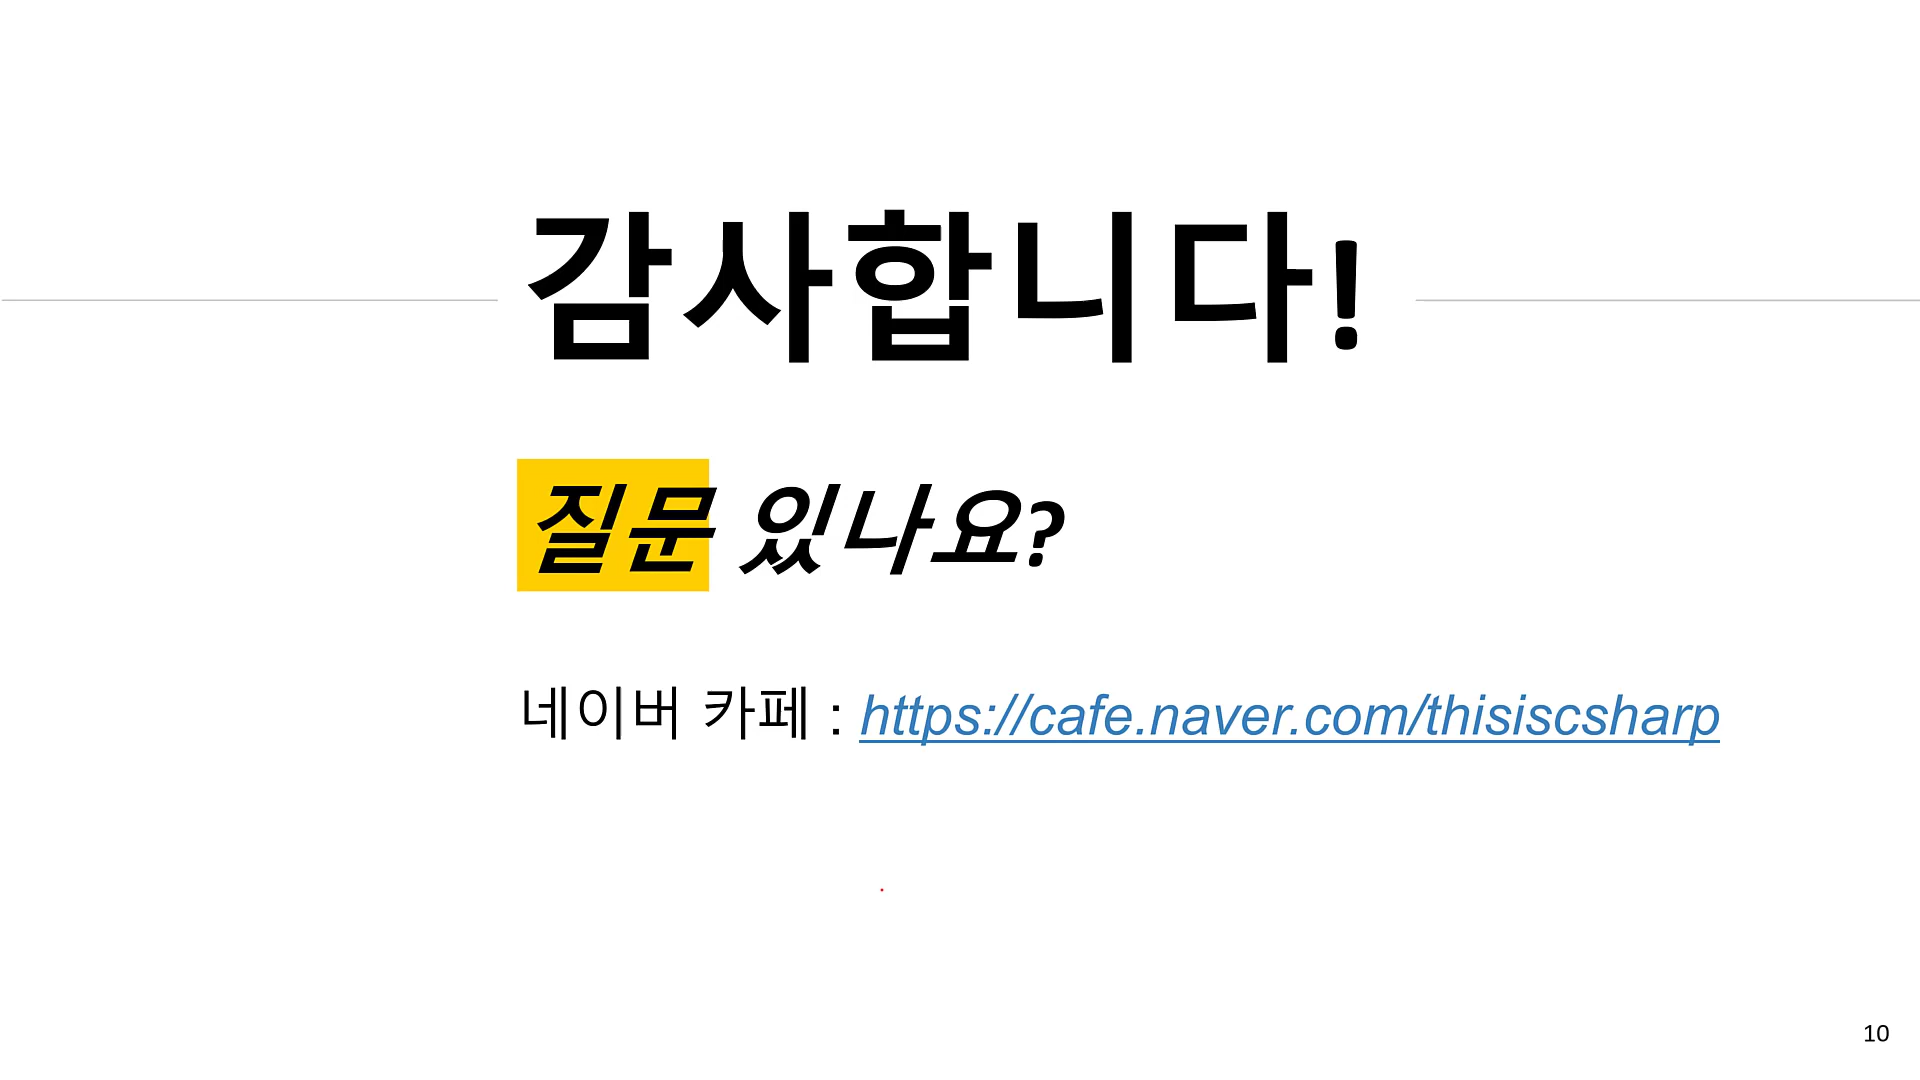 감사합니다!
질문 있나요?
네이버 카페 : https://cafe.naver.com/thisiscsharp
10